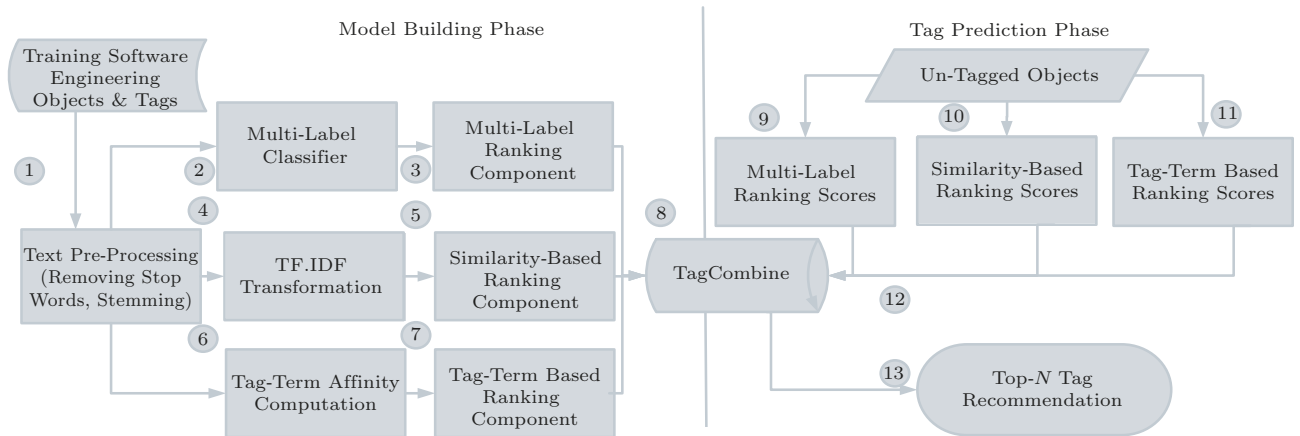 Model Building Phase
Tag Prediction Phase
Training Software
Engineering
Objects & Tags
Un-Tagged Objects
1
2
Multi-Label
Classifier
3
Multi-Label
Ranking
Component
9
10
11
Multi-Label
Ranking Scores
Similarity-Based
Ranking Scores
Tag-Term Based
Ranking Scores
4
5
8
Text Pre-Processing
(Removing Stop
Words, Stemming)
TF.IDF
Transformation
Similarity-Based
Ranking
Component
TagCombine
12
6
7
Tag-Term Affinity
Computation
Tag-Term Based
Ranking
Component
13
Top-N Tag
Recommendation